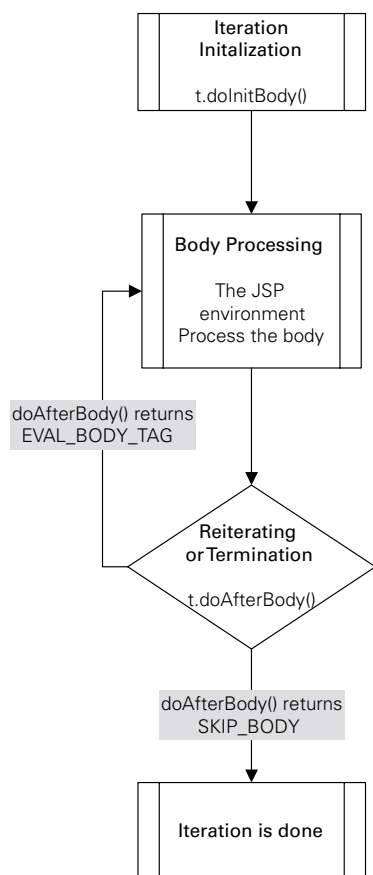 Iteration
Initalization
t.doInitBody()
Body Processing
The JSP
environment
Process the body
doAfterBody() returns
EVAL_BODY_TAG
Reiterating
or Termination
t.doAfterBody()
doAfterBody() returns
SKIP_BODY
Iteration is done